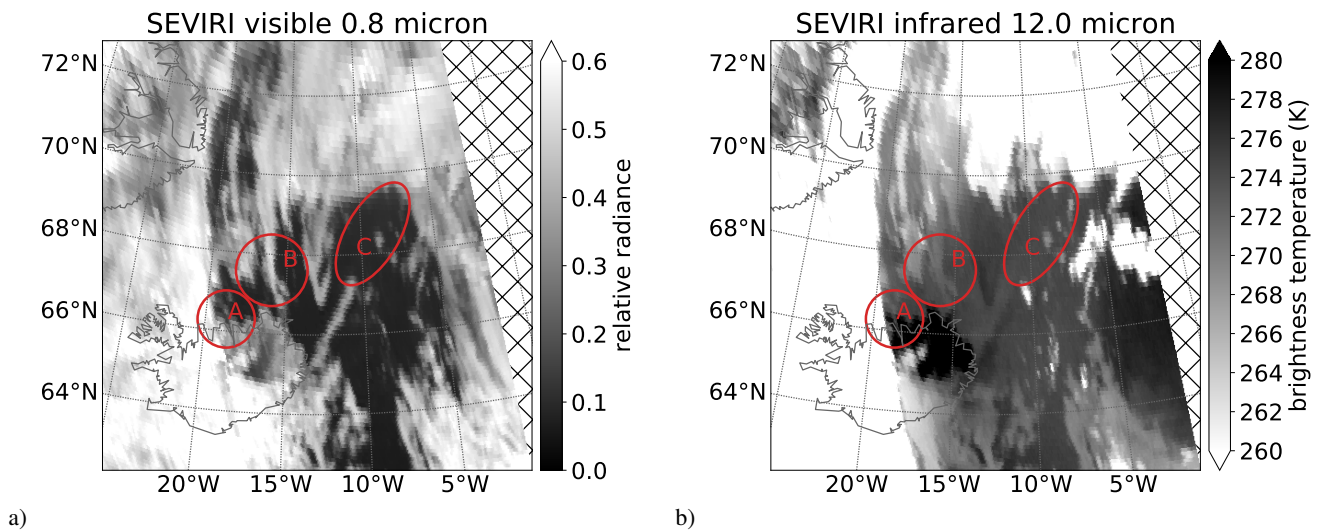 SEVIRI visible 0.8 micron
72°N
70°N
68°N
66°N
64°N
20°W
15°W
10°W
5°W
A
B
C
0.6
0.5
0.4
0.3
0.2
0.1
0.0
relative radiance
a)
SEVIRI infrared 12.0 micron
72°N
70°N
68°N
66°N
64°N
20°W
15°W
10°W
5°W
A
B
C
280
278
276
274
272
270
268
266
264
262
260
brightness temperature (K)
b)